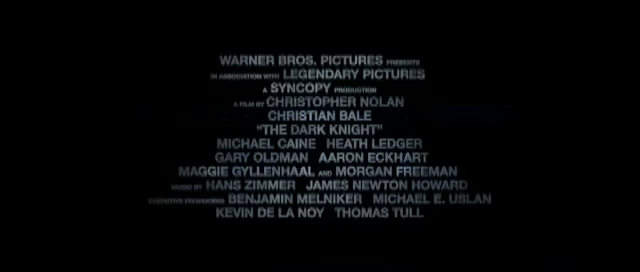 WARNER BROS. PICTURES PRESENTS
IN ASSOCIATION WITH LEGENDARY PICTURES
A SYNCOPY PRODUCTION
A FILM BY CHRISTOPHER NOLAN
CHRISTIAN BALE
"THE DARK KNIGHT"
MICHAEL CAINE HEATH LEDGER
GARY OLDMAN AARON ECKHART
MAGGIE GYLLENHAAL AND MORGAN FREEMAN
MUSIC BY HANS ZIMMER JAMES NEWTON HOWARD
EXECUTIVE PRODUCERS BENJAMIN MELNIKER MICHAEL E. USLAN
KEVIN DE LA NOY THOMAS TULL